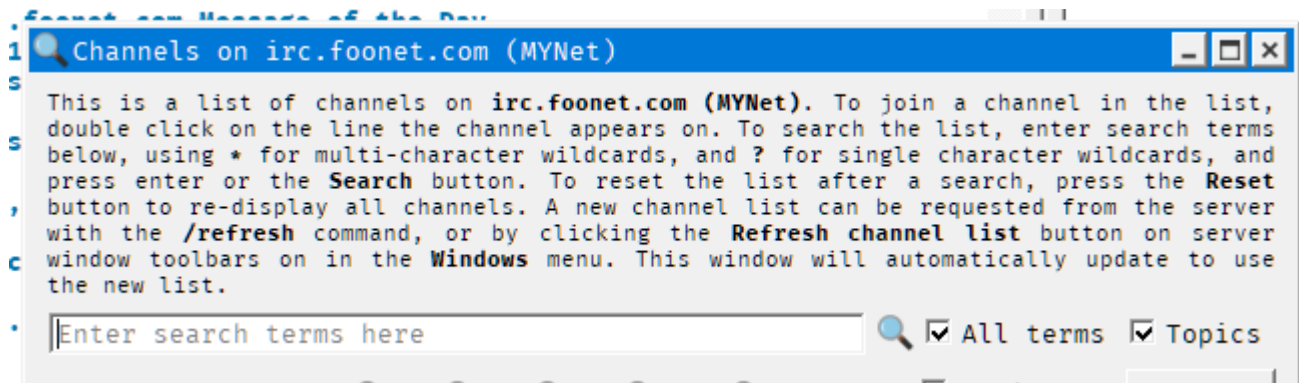 .foonet.com Message of the Day
Channels on irc.foonet.com (MYNet)
This is a list of channels on irc.foonet.com (MYNet). To join a channel in the list,
double click on the line the channel appears on. To search the list, enter search terms
below, using * for multi-character wildcards, and ? for single character wildcards, and
press enter or the Search button. To reset the list after a search, press the Reset
button to re-display all channels. A new channel list can be requested from the server
with the /refresh command, or by clicking the Refresh channel list button on server
window toolbars on in the Windows menu. This window will automatically update to use
the new list.
Enter search terms here All terms Topics